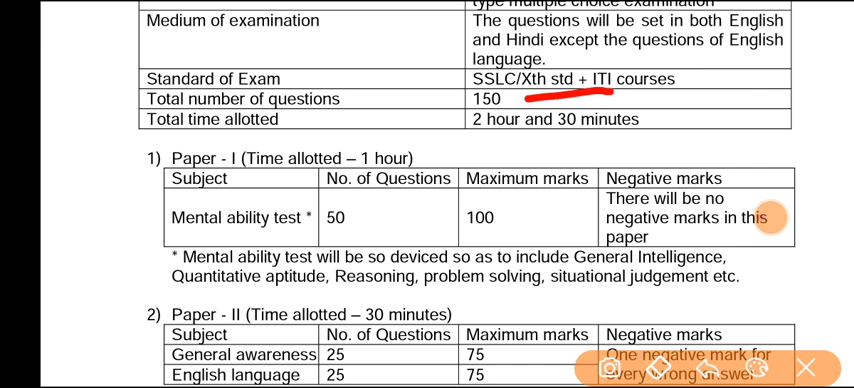 type multiple choice examination
Medium of examination
The questions will be set in both English
and Hindi except the questions of English
language.
Standard of Exam
SSLC/Xth std + ITI courses
Total number of questions
150
Total time allotted
2 hour and 30 minutes
1) Paper - I (Time allotted – 1 hour)
Subject
No. of Questions
Maximum marks
Negative marks
Mental ability test *
50
100
There will be no
negative marks in this
paper
* Mental ability test will be so deviced so as to include General Intelligence,
Quantitative aptitude, Reasoning, problem solving, situational judgement etc.
2) Paper - II (Time allotted – 30 minutes)
Subject
No. of Questions
Maximum marks
Negative marks
General awareness
25
75
One negative mark for
English language
25
75
every wrong answer